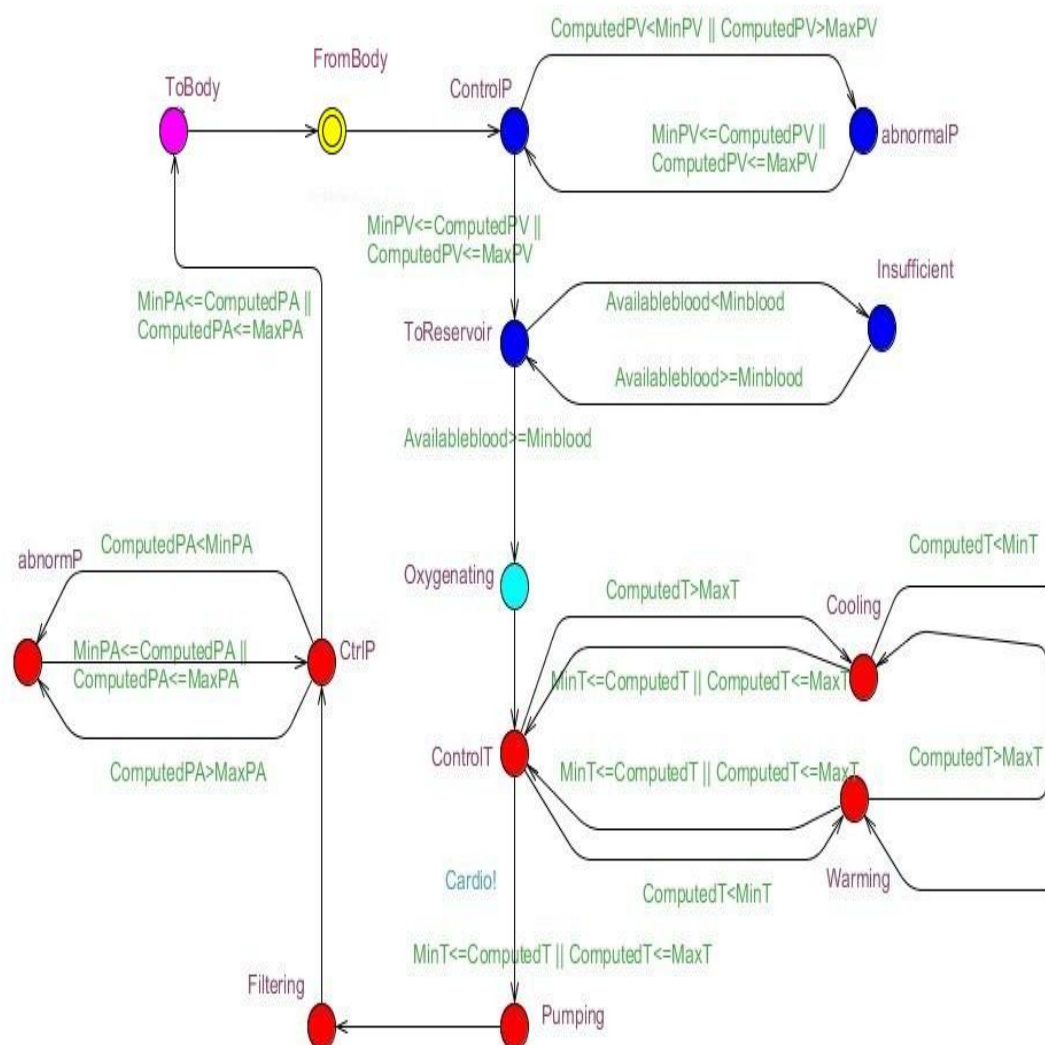 ComputedPV<MinPV || ComputedPV>MaxPV
FromBody
ToBody
ControlP
MinPV<=ComputedPV ||
ComputedPV<=MaxPV
abnormalP
MinPV<=ComputedPV ||
ComputedPV<=MaxPV
Insufficient
MinPA<=ComputedPA ||
ComputedPA<=MaxPA
Availableblood<Minblood
ToReservoir
Availableblood>=Minblood
Availableblood>=Minblood
abnormP
ComputedPA<MinPA
ComputedT<MinT
Oxygenating
ComputedT>MaxT
Cooling
MinPA<=ComputedPA ||
ComputedPA<=MaxPA
CtrlP
MinT<=ComputedT || ComputedT<=MaxT
ComputedPA>MaxPA
ControlT
MinT<=ComputedT || ComputedT<=MaxT
ComputedT>MaxT
Cardio!
ComputedT<MinT
Warming
MinT<=ComputedT || ComputedT<=MaxT
Filtering
Pumping